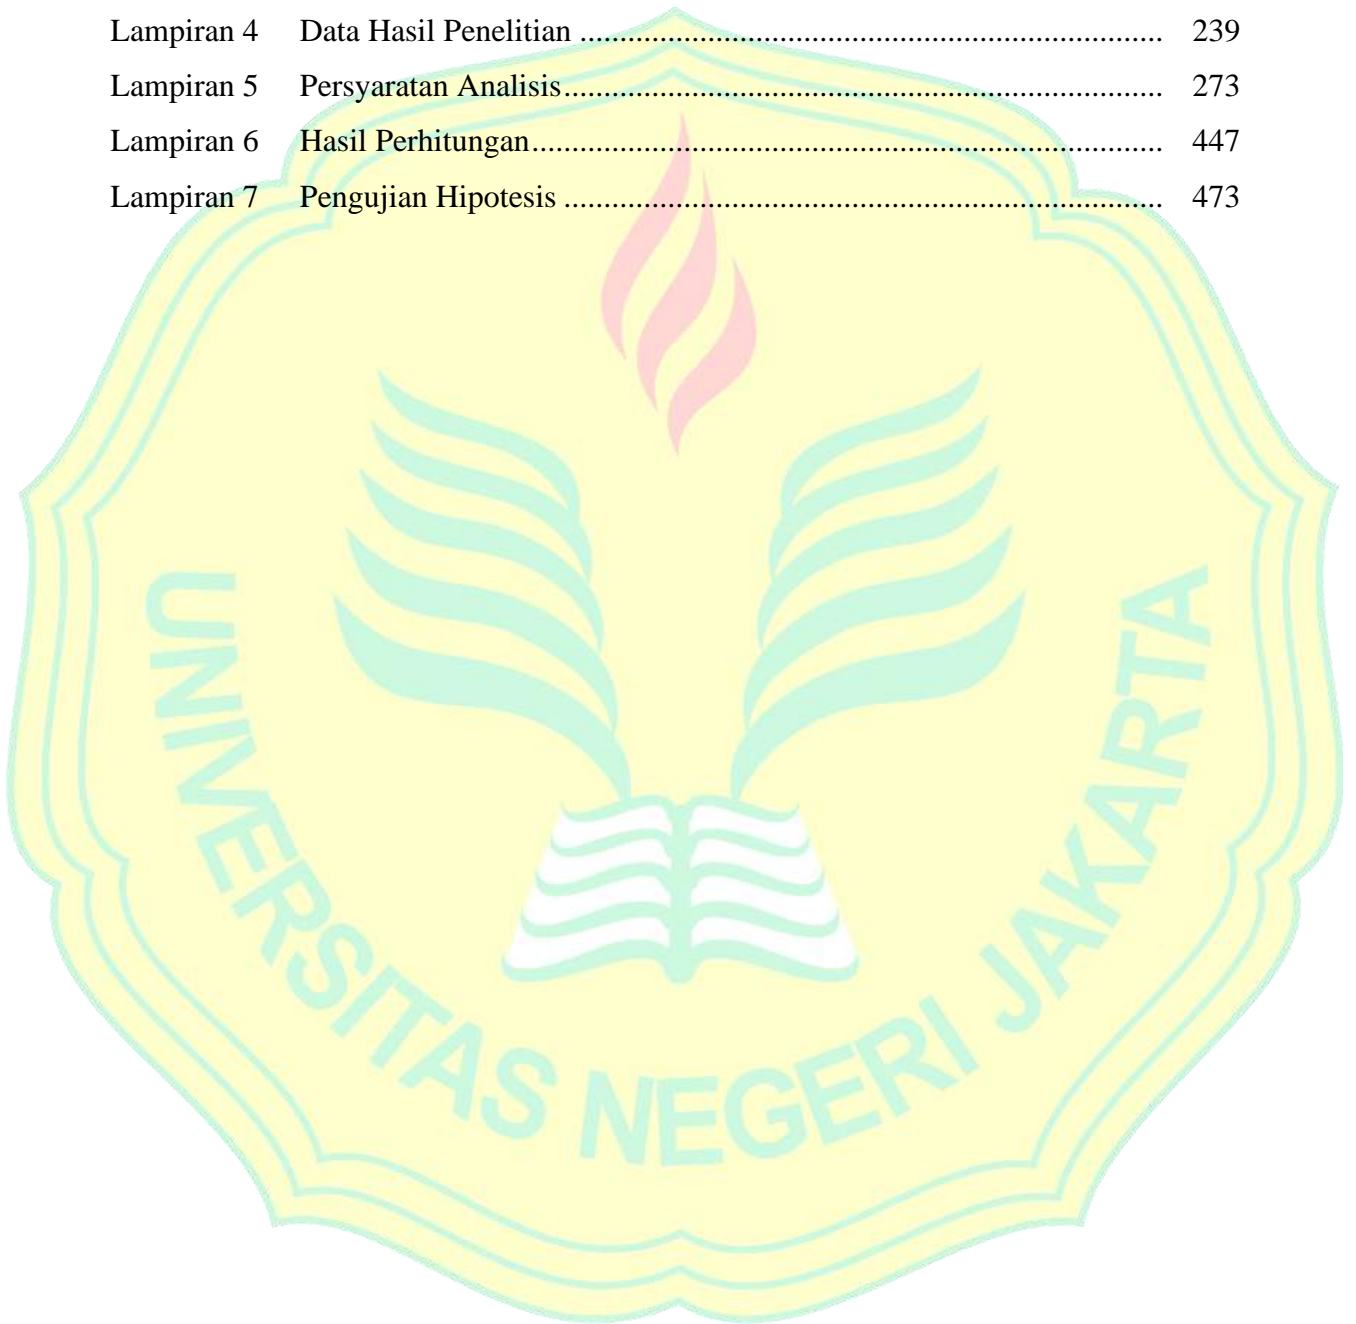 Lampiran 4 Data Hasil Penelitian ........................................................................ 239
Lampiran 5 Persyaratan Analisis.......................................................................... 273
Lampiran 6 Hasil Perhitungan.............................................................................. 447
Lampiran 7 Pengujian Hipotesis .......................................................................... 473
UNIVERSITAS NEGERI JAKARTA